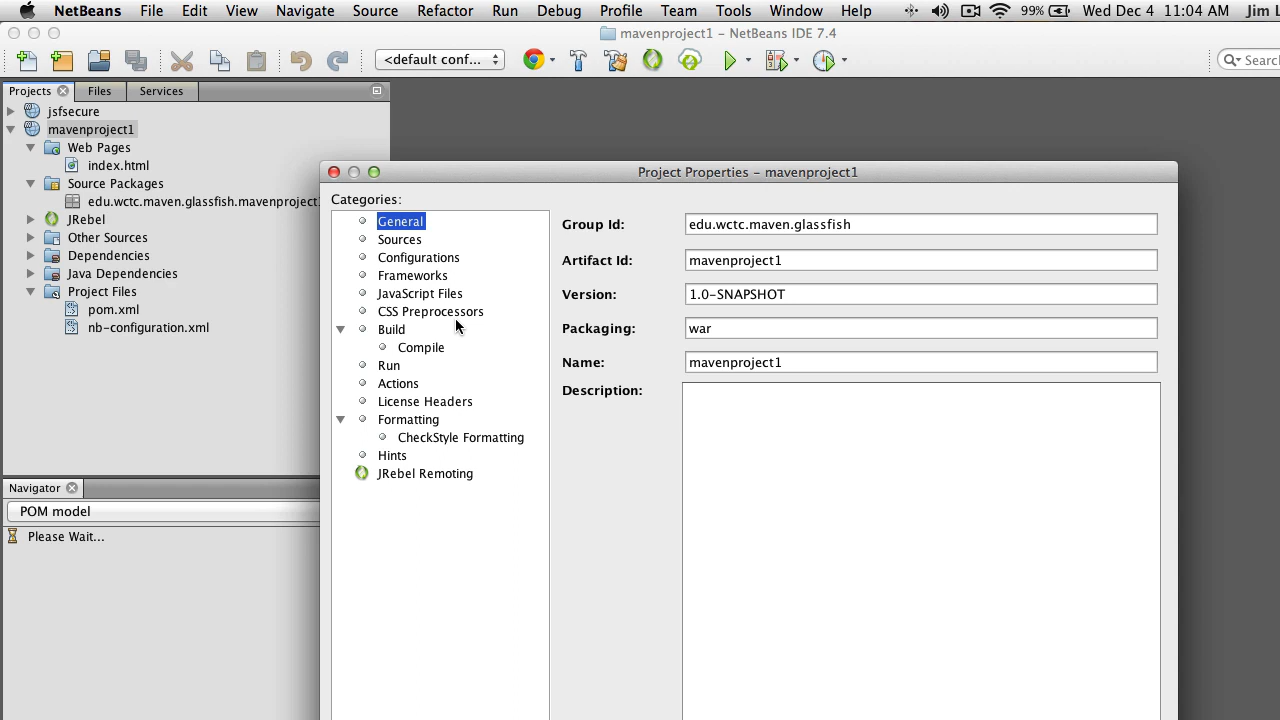 NetBeans File Edit View Navigate Source Refactor Run Debug Profile Team Tools Window Help 99% Wed Dec 4 11:04 AM Jim L
mavenproject1 – NetBeans IDE 7.4
<default conf... Searc
Projects Files Services
jsfsecure
mavenproject1
Web Pages
index.html
Source Packages
edu.wctc.maven.glassfish.mavenproject1
JRebel
Other Sources
Dependencies
Java Dependencies
Project Files
pom.xml
nb-configuration.xml
Navigator
POM model
Please Wait...
Project Properties – mavenproject1
Categories:
General
Sources
Configurations
Frameworks
JavaScript Files
CSS Preprocessors
Build
Compile
Run
Actions
License Headers
Formatting
CheckStyle Formatting
Hints
JRebel Remoting
Group Id: edu.wctc.maven.glassfish
Artifact Id: mavenproject1
Version: 1.0-SNAPSHOT
Packaging: war
Name: mavenproject1
Description: